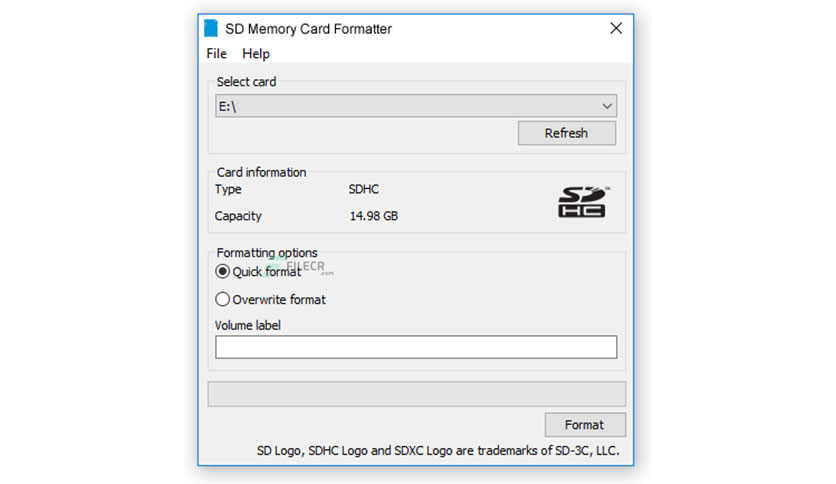 SD Memory Card Formatter
File Help
Select card
E:\
Refresh
Card information
Type SDHC
Capacity 14.98 GB
SD HC
Formatting options
FILECR
.com
Quick format
Overwrite format
Volume label
Format
SD Logo, SDHC Logo and SDXC Logo are trademarks of SD-3C, LLC.